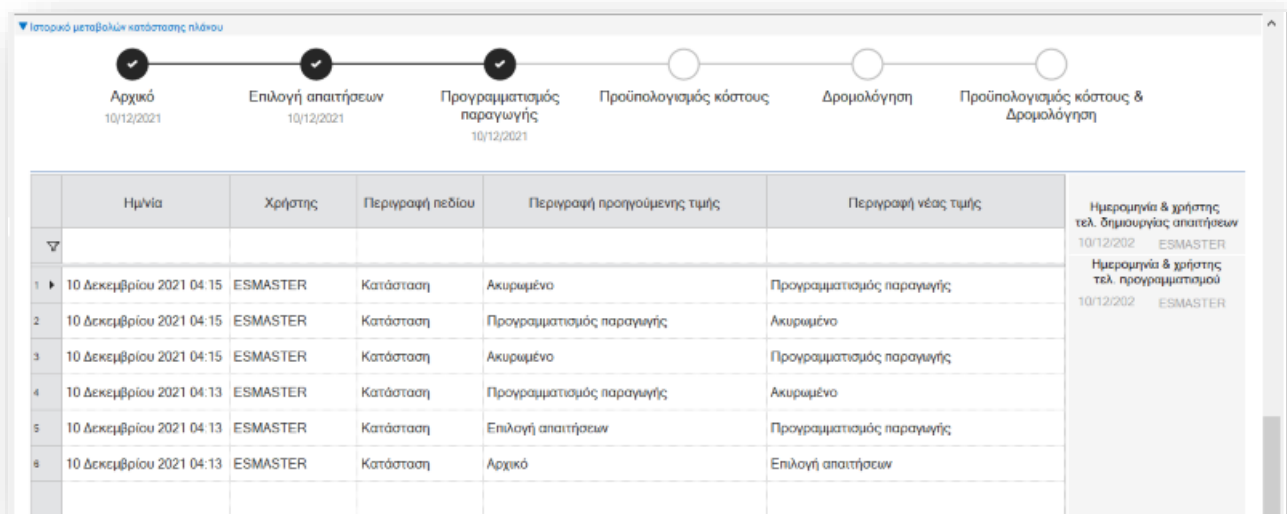 Ιστορικό μεταβολών κατάστασης πλάνου
Αρχικό
10/12/2021
Επιλογή απαιτήσεων
10/12/2021
Προγραμματισμός
παραγωγής
10/12/2021
Προϋπολογισμός κόστους
Δρομολόγηση
Προϋπολογισμός κόστους &
Δρομολόγηση
Ημ/νία Χρήστης Περιγραφή πεδίου Περιγραφή προηγούμενης τιμής Περιγραφή νέας τιμής
1 10 Δεκεμβρίου 2021 04:15 ESMASTER Κατάσταση Ακυρωμένο Προγραμματισμός παραγωγής
2 10 Δεκεμβρίου 2021 04:15 ESMASTER Κατάσταση Προγραμματισμός παραγωγής Ακυρωμένο
3 10 Δεκεμβρίου 2021 04:15 ESMASTER Κατάσταση Ακυρωμένο Προγραμματισμός παραγωγής
4 10 Δεκεμβρίου 2021 04:13 ESMASTER Κατάσταση Προγραμματισμός παραγωγής Ακυρωμένο
5 10 Δεκεμβρίου 2021 04:13 ESMASTER Κατάσταση Επιλογή απαιτήσεων Προγραμματισμός παραγωγής
6 10 Δεκεμβρίου 2021 04:13 ESMASTER Κατάσταση Αρχικό Επιλογή απαιτήσεων
Ημερομηνία & χρήστης
τελ. δημιουργίας απαιτήσεων
10/12/202 ESMASTER
Ημερομηνία & χρήστης
τελ. προγραμματισμού
10/12/202 ESMASTER